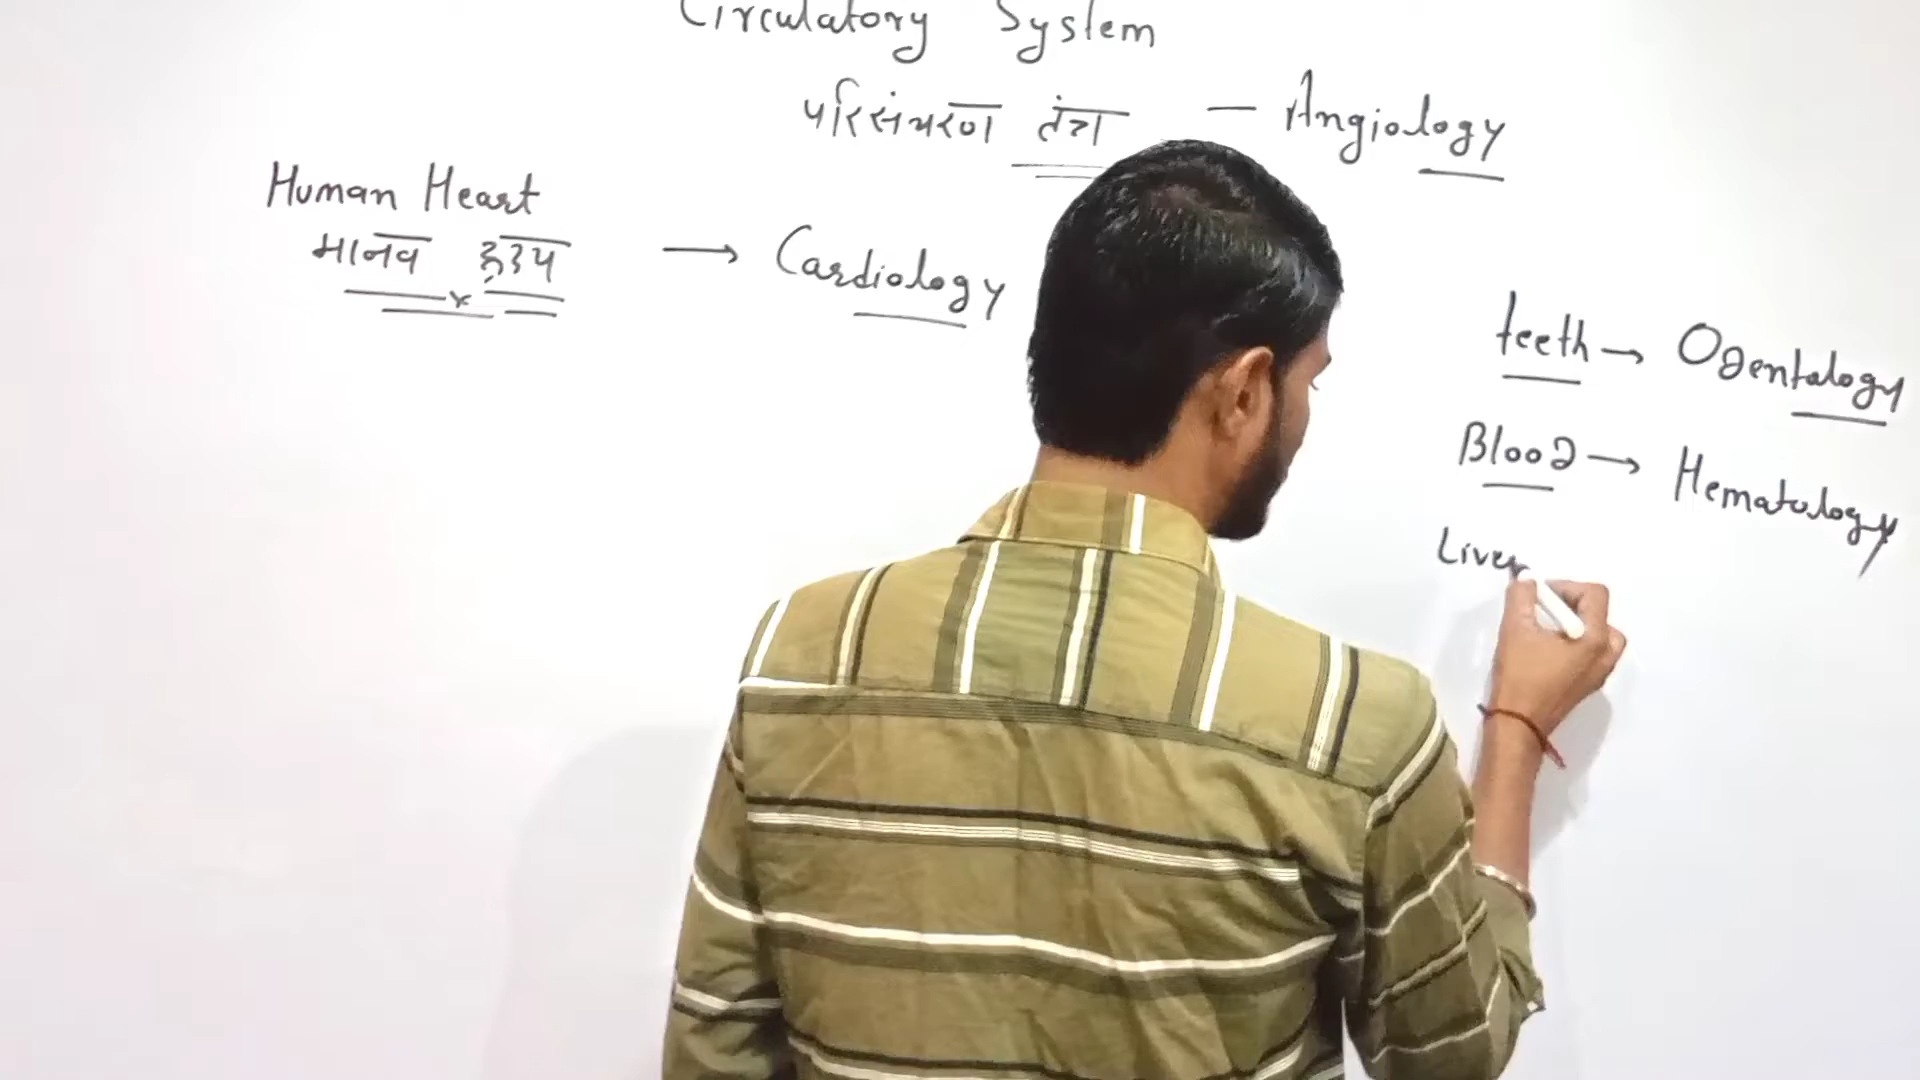 Circulatory System
परिसंचरण तंत्र — Angiology
Human Heart
मानव हृदय → Cardiology
teeth → Odentalogy
Blood → Hematology
Liver